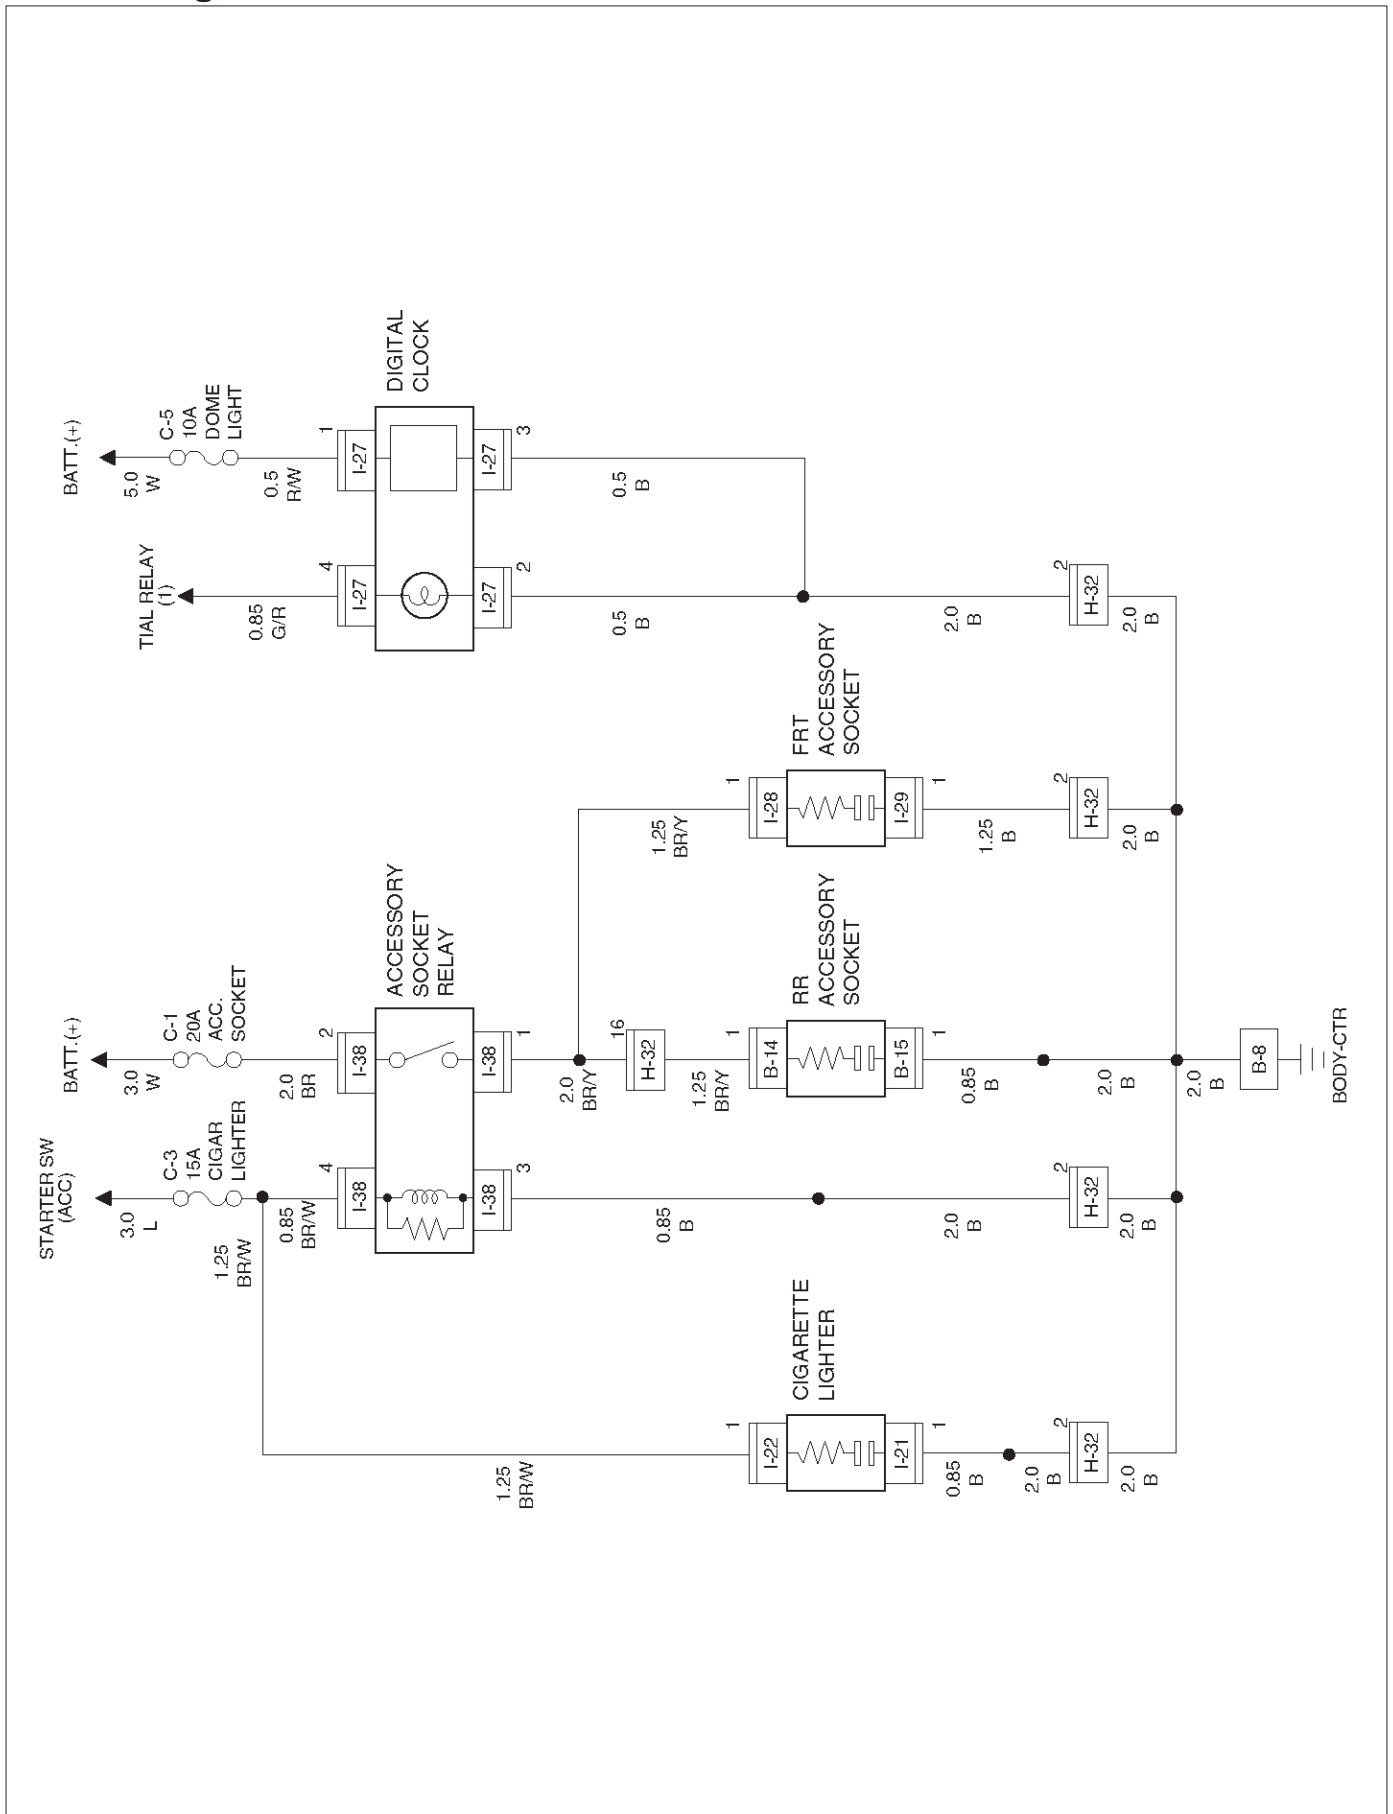 g
BATT.(+)
5.0
W
C-5
10A
DOME
LIGHT
0.5
R/W
1
I-27
DIGITAL
CLOCK
I-27
3
0.5
B
TIAL RELAY
(1)
0.85
G/R
4
I-27
I-27
2
0.5
B
2.0
B
2
H-32
2.0
B
FRT
ACCESSORY
SOCKET
1.25
BR/Y
1
I-28
I-29
1
1.25
B
2
H-32
2.0
B
BATT.(+)
3.0
W
C-1
20A
ACC.
SOCKET
2.0
BR
2
I-38
ACCESSORY
SOCKET
RELAY
I-38
1
2.0
BR/Y
16
H-32
1.25
BR/Y
1
B-14
RR
ACCESSORY
SOCKET
B-15
1
0.85
B
2.0
B
2.0
B
B-8
BODY-CTR
STARTER SW
(ACC)
3.0
L
C-3
15A
CIGAR
LIGHTER
1.25
BR/W
0.85
BR/W
4
I-38
I-38
3
0.85
B
2.0
B
2
H-32
2.0
B
CIGARETTE
LIGHTER
1.25
BR/W
1
I-22
I-21
1
0.85
B
2.0
B
2
H-32
2.0
B